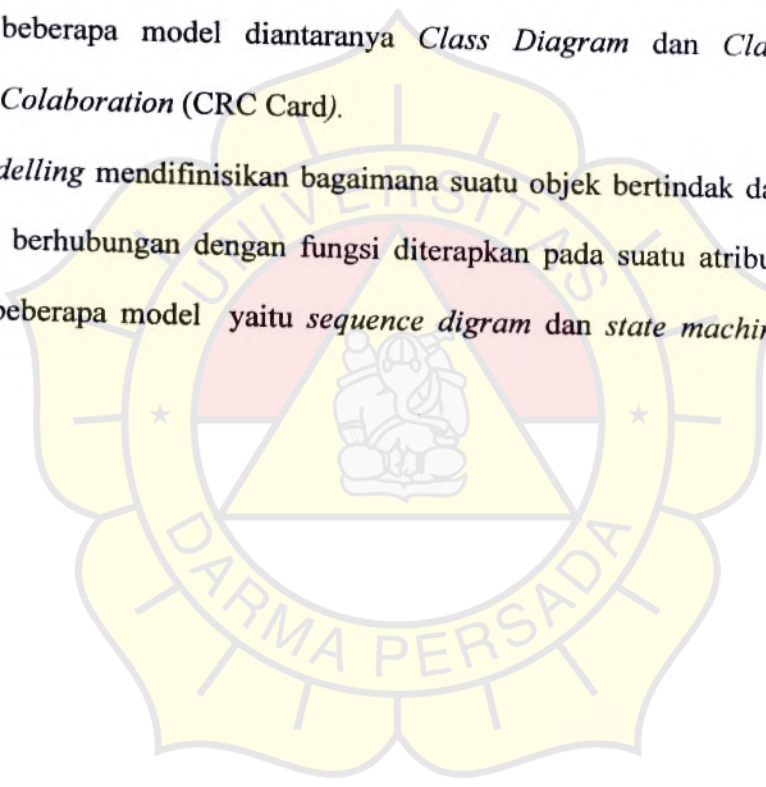 beberapa model diantaranya Class Diagram dan Cla
Colaboration (CRC Card).
delling mendifinisikan bagaimana suatu objek bertindak da
berhubungan dengan fungsi diterapkan pada suatu atribu
beberapa model yaitu sequence digram dan state machin
UNIVERSITAS
DARMA PERSADA